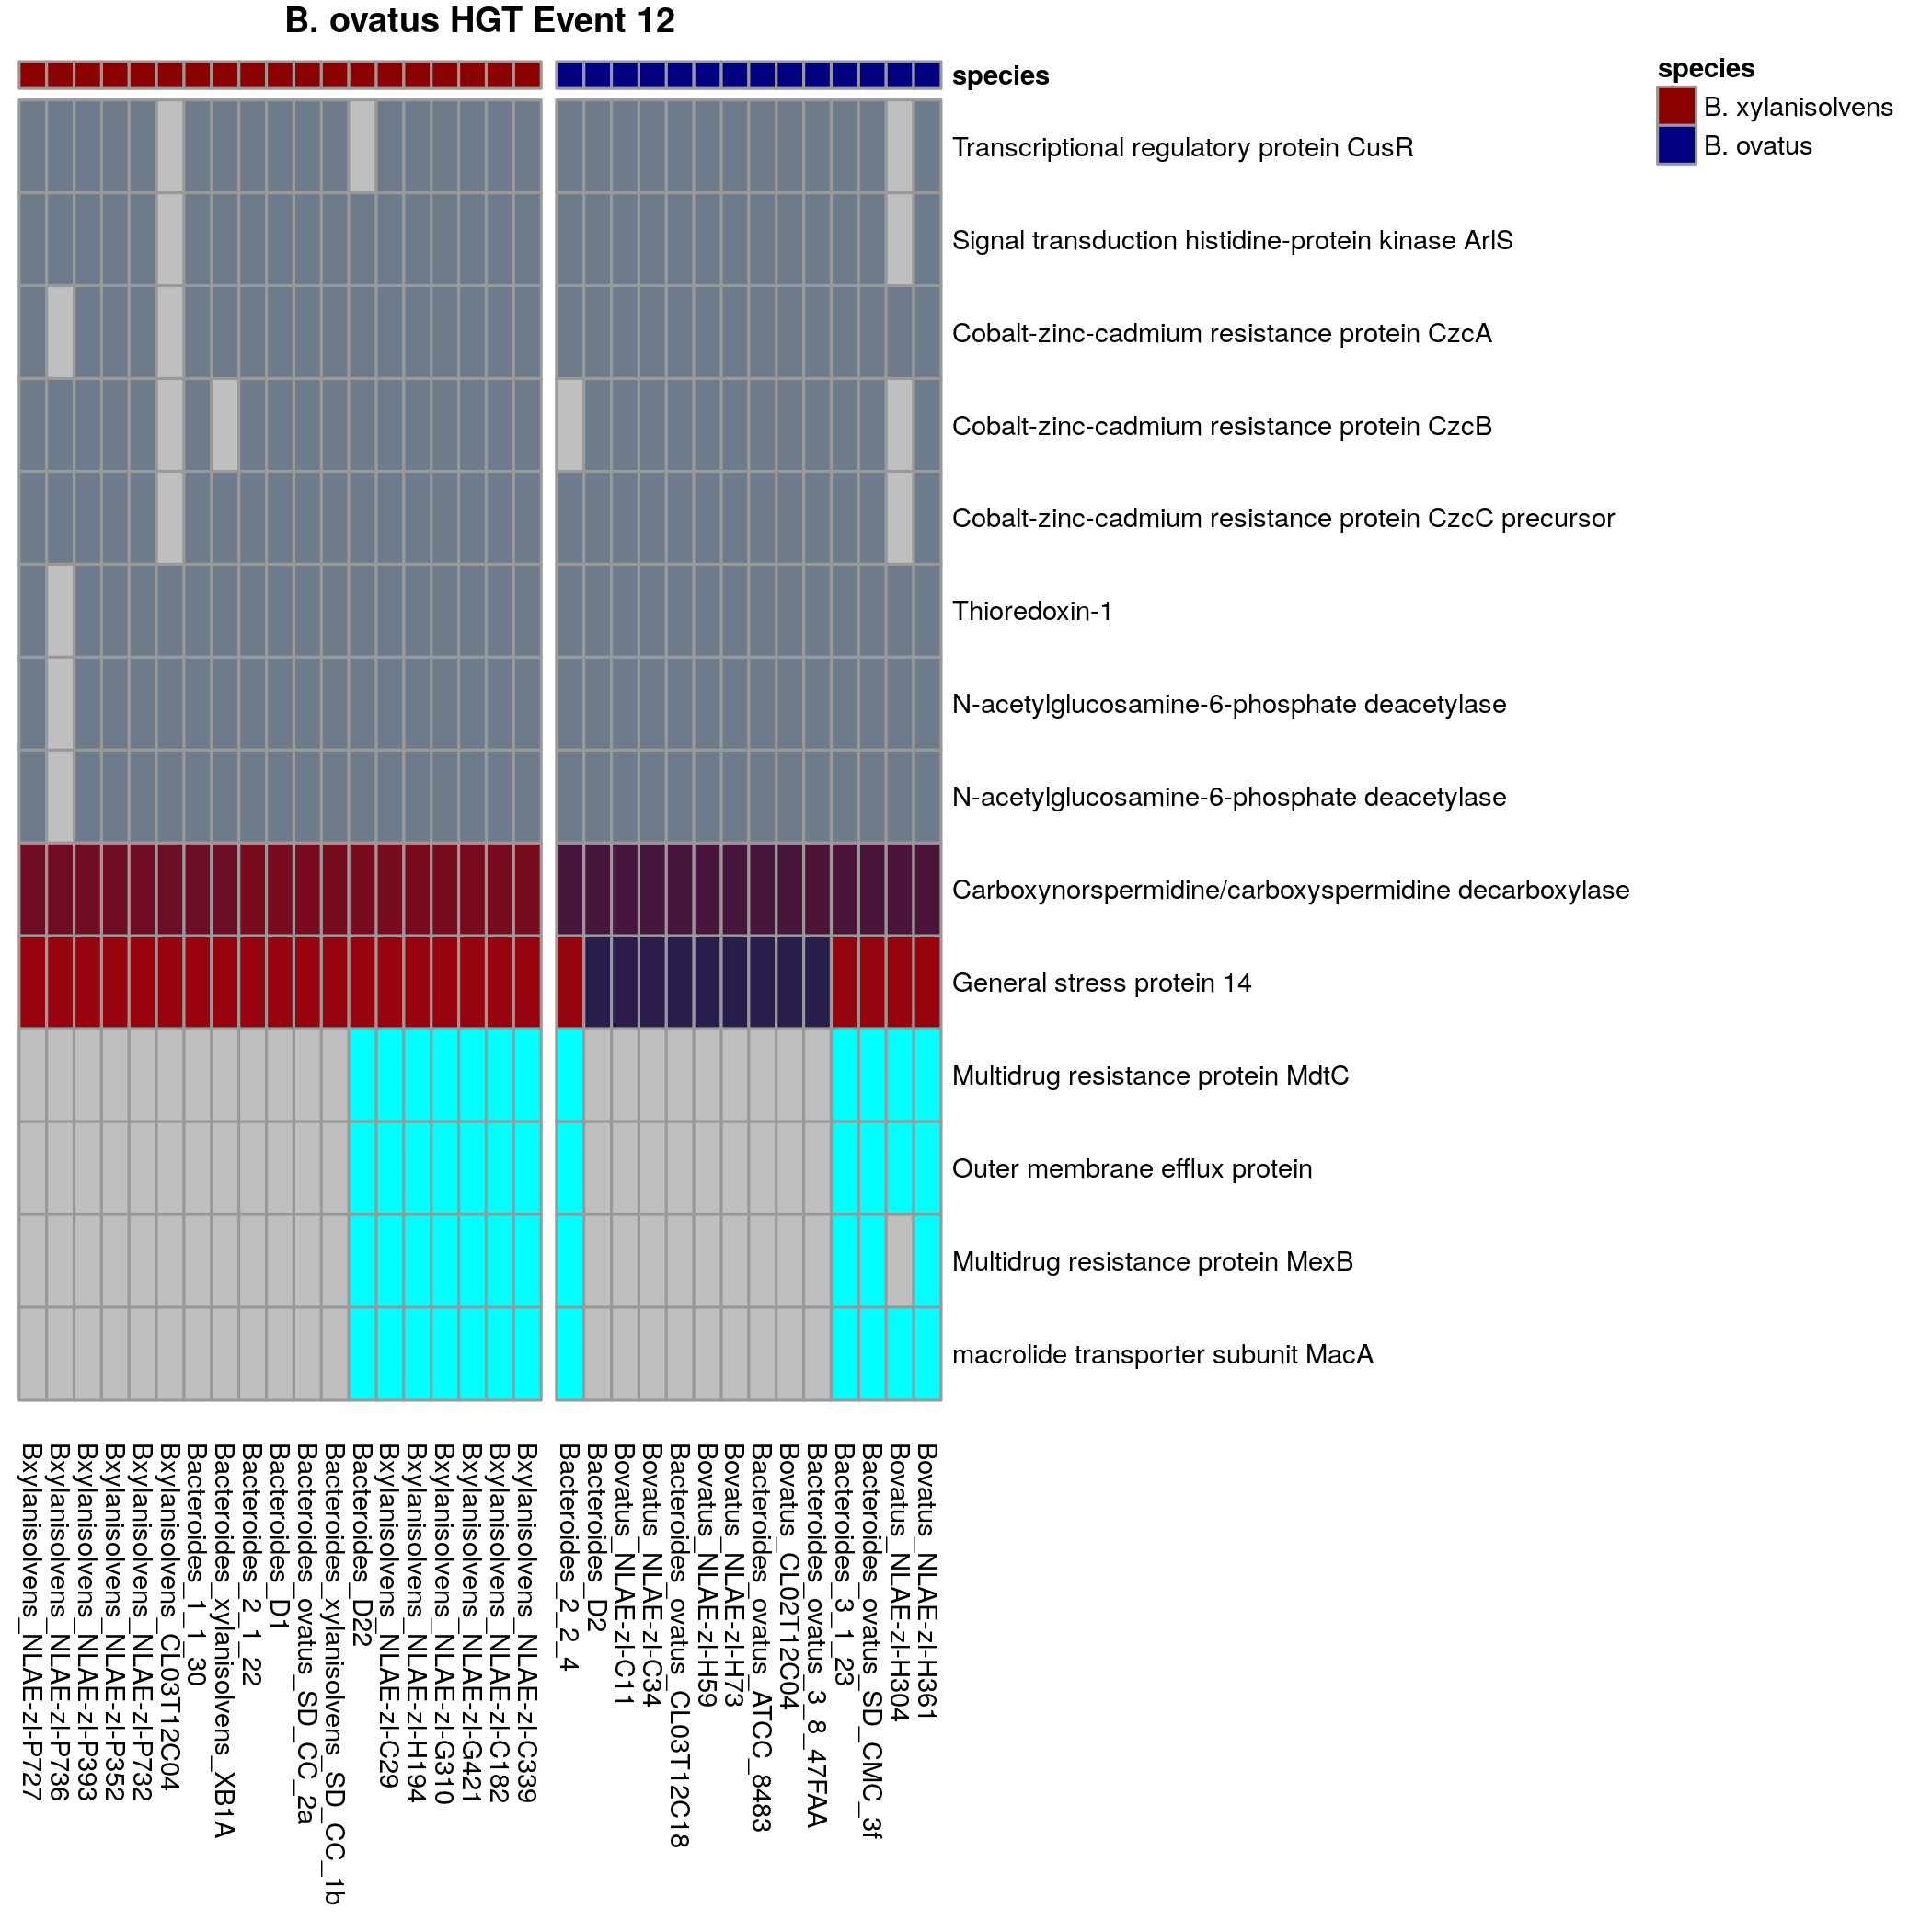 B. ovatus HGT Event 12
species
species
B. xylanisolvens
B. ovatus
Transcriptional regulatory protein CusR
Signal transduction histidine-protein kinase ArlS
Cobalt-zinc-cadmium resistance protein CzcA
Cobalt-zinc-cadmium resistance protein CzcB
Cobalt-zinc-cadmium resistance protein CzcC precursor
Thioredoxin-1
N-acetylglucosamine-6-phosphate deacetylase
N-acetylglucosamine-6-phosphate deacetylase
Carboxynorspermidine/carboxyspermidine decarboxylase
General stress protein 14
Multidrug resistance protein MdtC
Outer membrane efflux protein
Multidrug resistance protein MexB
macrolide transporter subunit MacA
Bxylanisolvens_NLAE-zl-P727
Bxylanisolvens_NLAE-zl-P736
Bxylanisolvens_NLAE-zl-P393
Bxylanisolvens_NLAE-zl-P352
Bxylanisolvens_NLAE-zl-P732
Bxylanisolvens_CL03T12C04
Bacteroides_1_1_30
Bacteroides_xylanisolvens_XB1A
Bacteroides_2_1_22
Bacteroides_D1
Bacteroides_ovatus_SD_CC_2a
Bacteroides_xylanisolvens_SD_CC_1b
Bacteroides_D22
Bxylanisolvens_NLAE-zl-C29
Bxylanisolvens_NLAE-zl-H194
Bxylanisolvens_NLAE-zl-G310
Bxylanisolvens_NLAE-zl-G421
Bxylanisolvens_NLAE-zl-C182
Bxylanisolvens_NLAE-zl-C339
Bacteroides_2_2_4
Bacteroides_D2
Bovatus_NLAE-zl-C11
Bovatus_NLAE-zl-C34
Bacteroides_ovatus_CL03T12C18
Bovatus_NLAE-zl-H59
Bovatus_NLAE-zl-H73
Bacteroides_ovatus_ATCC_8483
Bovatus_CL02T12C04
Bacteroides_ovatus_3_8_47FAA
Bacteroides_3_1_23
Bacteroides_ovatus_SD_CMC_3f
Bovatus_NLAE-zl-H304
Bovatus_NLAE-zl-H361